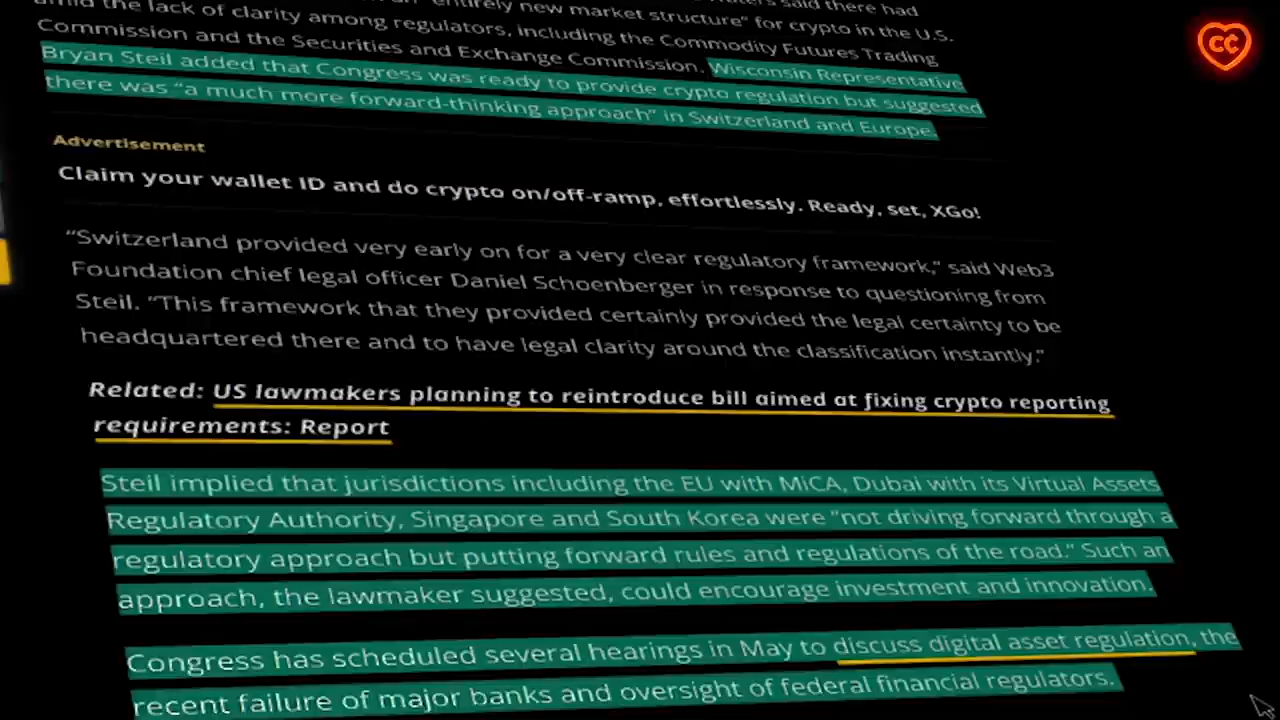 entirely new market structure” for crypto in the U.S.
amid the lack of clarity among regulators, including the Commodity Futures Trading
Commission and the Securities and Exchange Commission. Wisconsin Representative
Bryan Steil added that Congress was ready to provide crypto regulation but suggested
there was “a much more forward-thinking approach” in Switzerland and Europe.
Advertisement
Claim your wallet ID and do crypto on/off-ramp, effortlessly. Ready, set, XGo!
“Switzerland provided very early on for a very clear regulatory framework,” said Web3
Foundation chief legal officer Daniel Schoenberger in response to questioning from
Steil. “This framework that they provided certainly provided the legal certainty to be
headquartered there and to have legal clarity around the classification instantly.”
Related: US lawmakers planning to reintroduce bill aimed at fixing crypto reporting
requirements: Report
Steil implied that jurisdictions including the EU with MiCA, Dubai with its Virtual Assets
Regulatory Authority, Singapore and South Korea were “not driving forward through a
regulatory approach but putting forward rules and regulations of the road.” Such an
approach, the lawmaker suggested, could encourage investment and innovation.
Congress has scheduled several hearings in May to discuss digital asset regulation, the
recent failure of major banks and oversight of federal financial regulators.
CC